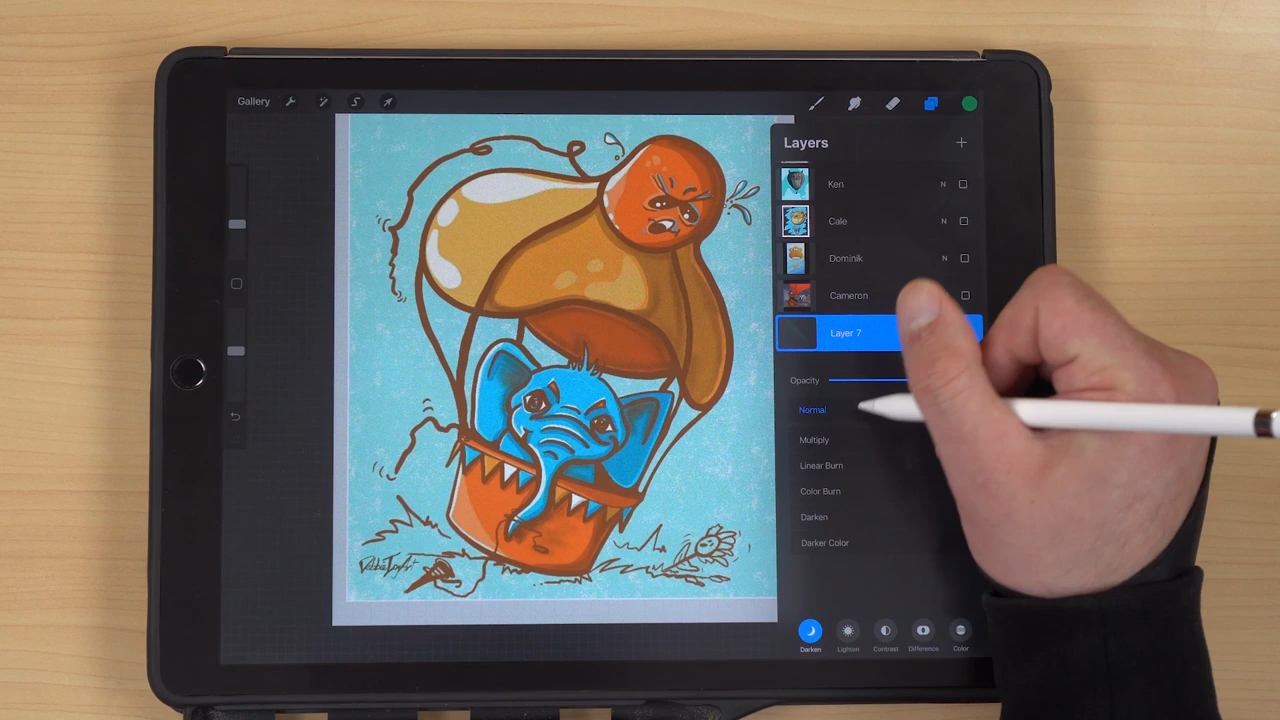 Gallery
Layers
Ken N
Cale N
Dominik N
Cameron
Layer 7
Opacity
Normal
Multiply
Linear Burn
Color Burn
Darken
Darker Color
Darken Lighten Contrast Difference Color